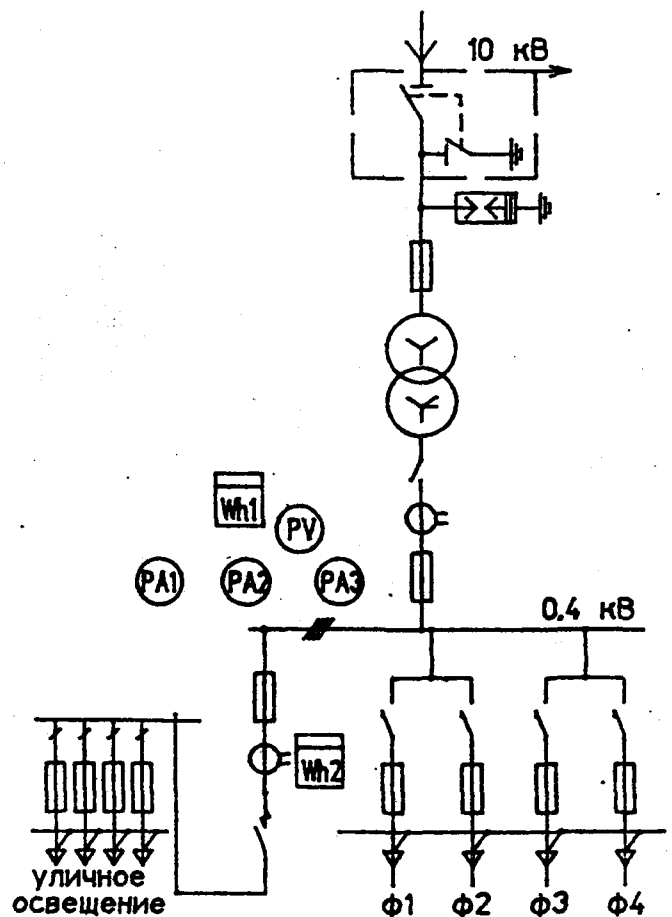 10 кВ
Wh1
PV
PA1
PA2
PA3
0.4 кВ
Wh2
уличное
освещение
ф1
ф2
ф3
ф4